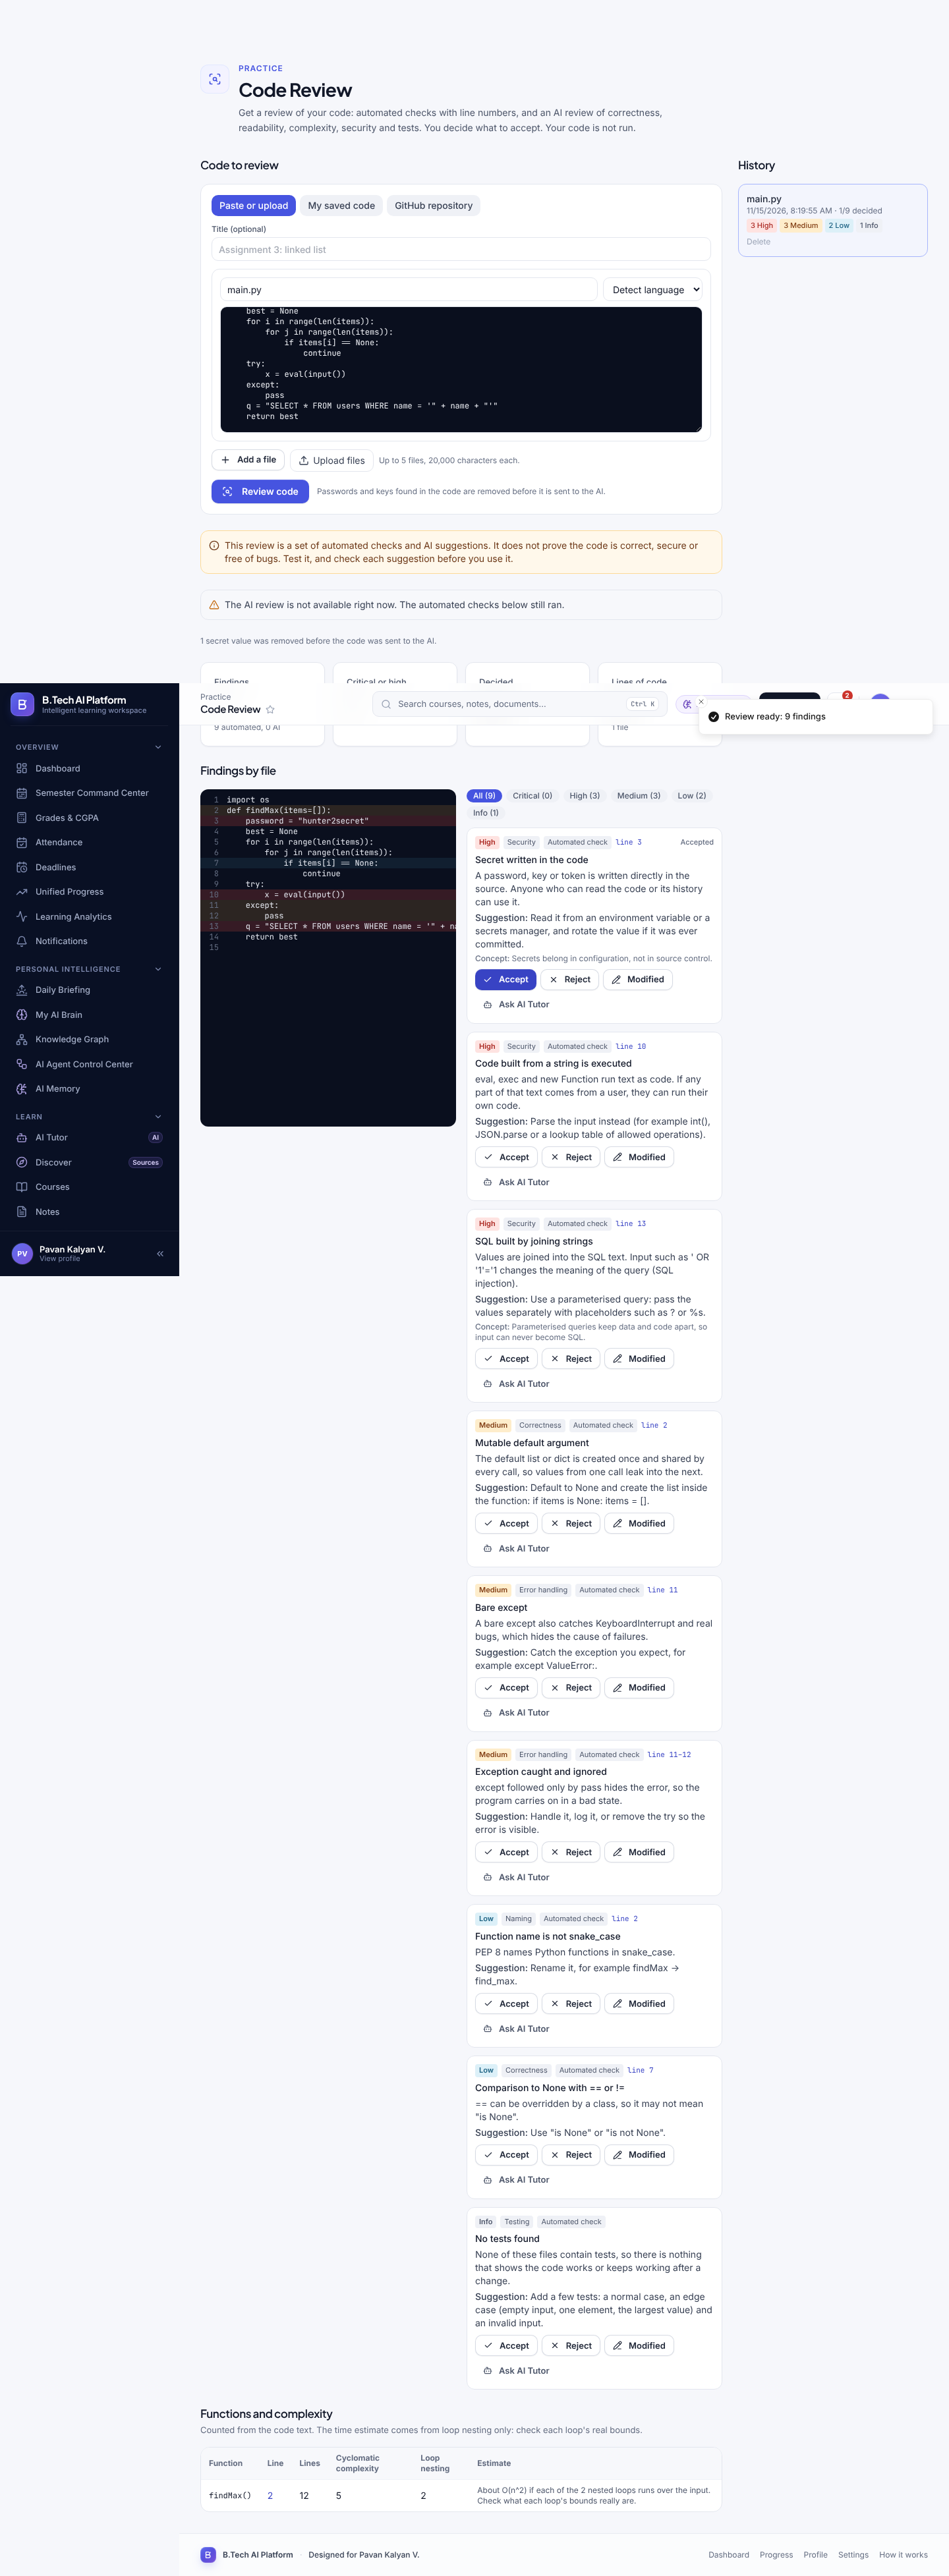 PRACTICE
Code Review
Get a review of your code: automated checks with line numbers, and an AI review of correctness,
readability, complexity, security and tests. You decide what to accept. Your code is not run.
Code to review
Paste or upload
My saved code
GitHub repository
Title (optional)
Assignment 3: linked list
main.py
Detect language
best = None
for i in range(len(items)):
for j in range(len(items)):
if items[i] == None:
continue
try:
x = eval(input())
except:
pass
q = "SELECT * FROM users WHERE name = '" + name + "'"
return best
Add a file
Upload files
Up to 5 files, 20,000 characters each.
Review code
Passwords and keys found in the code are removed before it is sent to the AI.
This review is a set of automated checks and AI suggestions. It does not prove the code is correct, secure or
free of bugs. Test it, and check each suggestion before you use it.
The AI review is not available right now. The automated checks below still ran.
1 secret value was removed before the code was sent to the AI.
History
main.py
11/15/2026, 8:19:55 AM · 1/9 decided
3 High
3 Medium
2 Low
1 Info
Delete
Findings
Critical or high
Decided
Lines of code
9 automated, 0 AI
1 file
B
B.Tech AI Platform
Intelligent learning workspace
Practice
Code Review
Search courses, notes, documents...
Ctrl K
2
Review ready: 9 findings
OVERVIEW
Dashboard
Semester Command Center
Grades & CGPA
Attendance
Deadlines
Unified Progress
Learning Analytics
Notifications
PERSONAL INTELLIGENCE
Daily Briefing
My AI Brain
Knowledge Graph
AI Agent Control Center
AI Memory
LEARN
AI Tutor
AI
Discover
Sources
Courses
Notes
PV
Pavan Kalyan V.
View profile
Findings by file
1 import os
2 def findMax(items=[]):
3 password = "hunter2secret"
4 best = None
5 for i in range(len(items)):
6 for j in range(len(items)):
7 if items[i] == None:
8 continue
9 try:
10 x = eval(input())
11 except:
12 pass
13 q = "SELECT * FROM users WHERE name = '" + na
14 return best
15
All (9)
Critical (0)
High (3)
Medium (3)
Low (2)
Info (1)
High Security Automated check line 3 Accepted
Secret written in the code
A password, key or token is written directly in the
source. Anyone who can read the code or its history
can use it.
Suggestion: Read it from an environment variable or a
secrets manager, and rotate the value if it was ever
committed.
Concept: Secrets belong in configuration, not in source control.
Accept Reject Modified
Ask AI Tutor
High Security Automated check line 10
Code built from a string is executed
eval, exec and new Function run text as code. If any
part of that text comes from a user, they can run their
own code.
Suggestion: Parse the input instead (for example int(),
JSON.parse or a lookup table of allowed operations).
Accept Reject Modified
Ask AI Tutor
High Security Automated check line 13
SQL built by joining strings
Values are joined into the SQL text. Input such as ' OR
'1'='1 changes the meaning of the query (SQL
injection).
Suggestion: Use a parameterised query: pass the
values separately with placeholders such as ? or %s.
Concept: Parameterised queries keep data and code apart, so
input can never become SQL.
Accept Reject Modified
Ask AI Tutor
Medium Correctness Automated check line 2
Mutable default argument
The default list or dict is created once and shared by
every call, so values from one call leak into the next.
Suggestion: Default to None and create the list inside
the function: if items is None: items = [].
Accept Reject Modified
Ask AI Tutor
Medium Error handling Automated check line 11
Bare except
A bare except also catches KeyboardInterrupt and real
bugs, which hides the cause of failures.
Suggestion: Catch the exception you expect, for
example except ValueError:.
Accept Reject Modified
Ask AI Tutor
Medium Error handling Automated check line 11-12
Exception caught and ignored
except followed only by pass hides the error, so the
program carries on in a bad state.
Suggestion: Handle it, log it, or remove the try so the
error is visible.
Accept Reject Modified
Ask AI Tutor
Low Naming Automated check line 2
Function name is not snake_case
PEP 8 names Python functions in snake_case.
Suggestion: Rename it, for example findMax →
find_max.
Accept Reject Modified
Ask AI Tutor
Low Correctness Automated check line 7
Comparison to None with == or !=
== can be overridden by a class, so it may not mean
"is None".
Suggestion: Use "is None" or "is not None".
Accept Reject Modified
Ask AI Tutor
Info Testing Automated check
No tests found
None of these files contain tests, so there is nothing
that shows the code works or keeps working after a
change.
Suggestion: Add a few tests: a normal case, an edge
case (empty input, one element, the largest value) and
an invalid input.
Accept Reject Modified
Ask AI Tutor
Functions and complexity
Counted from the code text. The time estimate comes from loop nesting only: check each loop's real bounds.
Function Line Lines Cyclomatic complexity Loop nesting Estimate
findMax() 2 12 5 2 About O(n^2) if each of the 2 nested loops runs over the input.
Check what each loop's bounds really are.
B
B.Tech AI Platform · Designed for Pavan Kalyan V.
Dashboard Progress Profile Settings How it works